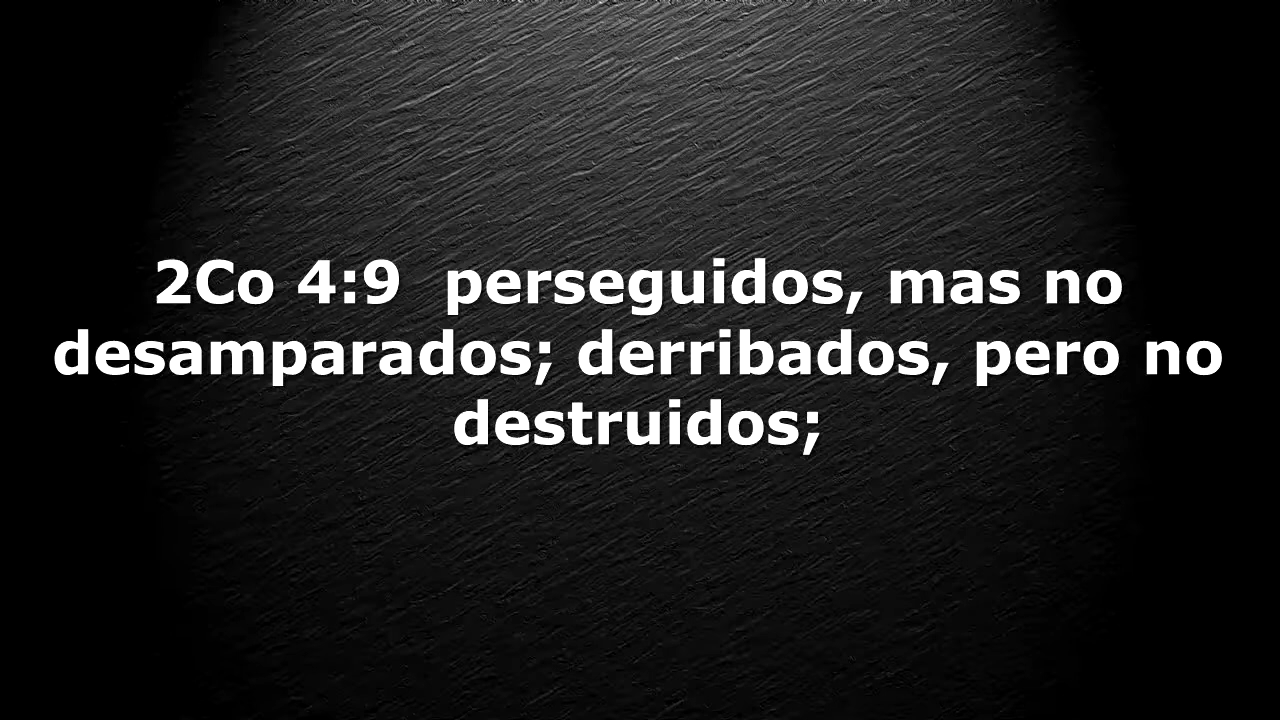 2Co 4:9  perseguidos, mas no
desamparados; derribados, pero no
destruidos;